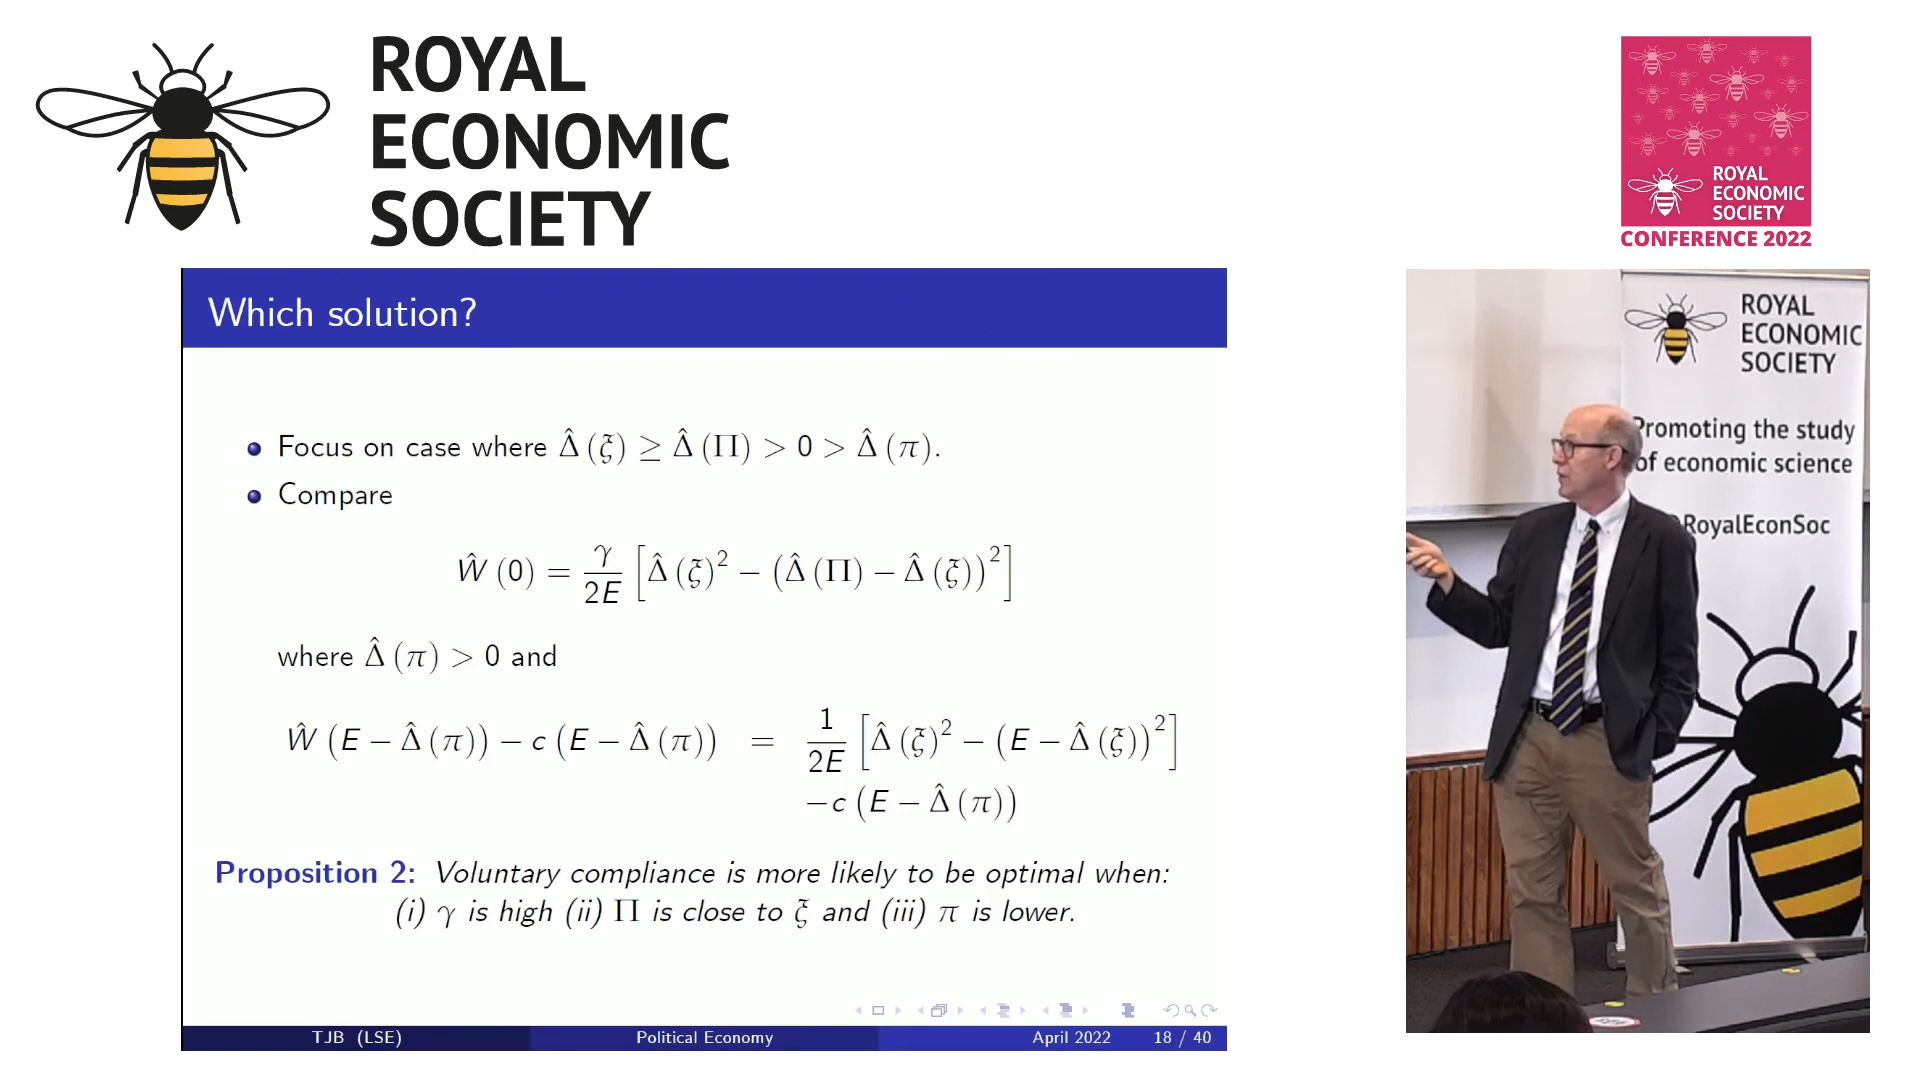 ROYAL
ECONOMIC
SOCIETY
ROYAL
ECONOMIC
SOCIETY
CONFERENCE 2022
Which solution?
Focus on case where Δ̂ (ξ) ≥ Δ̂ (Π) > 0 > Δ̂ (π).
Compare
Ŵ (0) = γ/2E [Δ̂ (ξ)² − (Δ̂ (Π) − Δ̂ (ξ))²]
where Δ̂ (π) > 0 and
Ŵ (E − Δ̂ (π)) − c (E − Δ̂ (π)) = 1/2E [Δ̂ (ξ)² − (E − Δ̂ (ξ))²]
−c (E − Δ̂ (π))
Proposition 2: Voluntary compliance is more likely to be optimal when:
(i) γ is high (ii) Π is close to ξ and (iii) π is lower.
TJB (LSE) Political Economy April 2022 18 / 40
ROYAL
ECONOMIC
SOCIETY
Promoting the study
of economic science
RoyalEconSoc